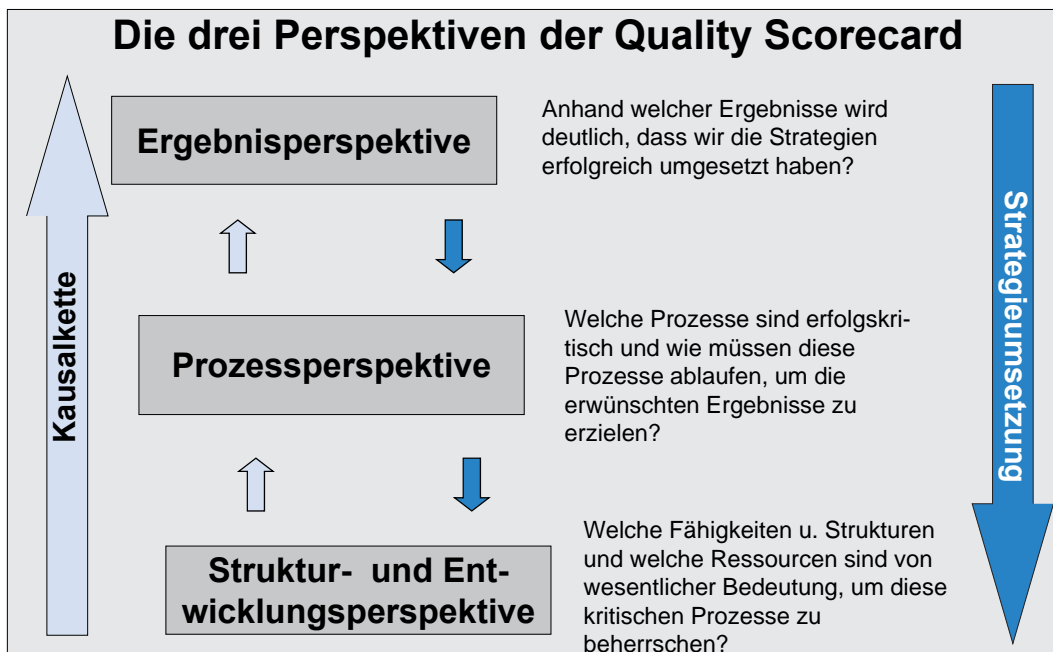 Die drei Perspektiven der Quality Scorecard
Ergebnisperspektive
Anhand welcher Ergebnisse wird
deutlich, dass wir die Strategien
erfolgreich umgesetzt haben?
Kausalkette
Strategieumsetzung
Prozessperspektive
Welche Prozesse sind erfolgskri-
tisch und wie müssen diese
Prozesse ablaufen, um die
erwünschten Ergebnisse zu
erzielen?
Struktur- und Ent-
wicklungsperspektive
Welche Fähigkeiten u. Strukturen
und welche Ressourcen sind von
wesentlicher Bedeutung, um diese
kritischen Prozesse zu
beherrschen?